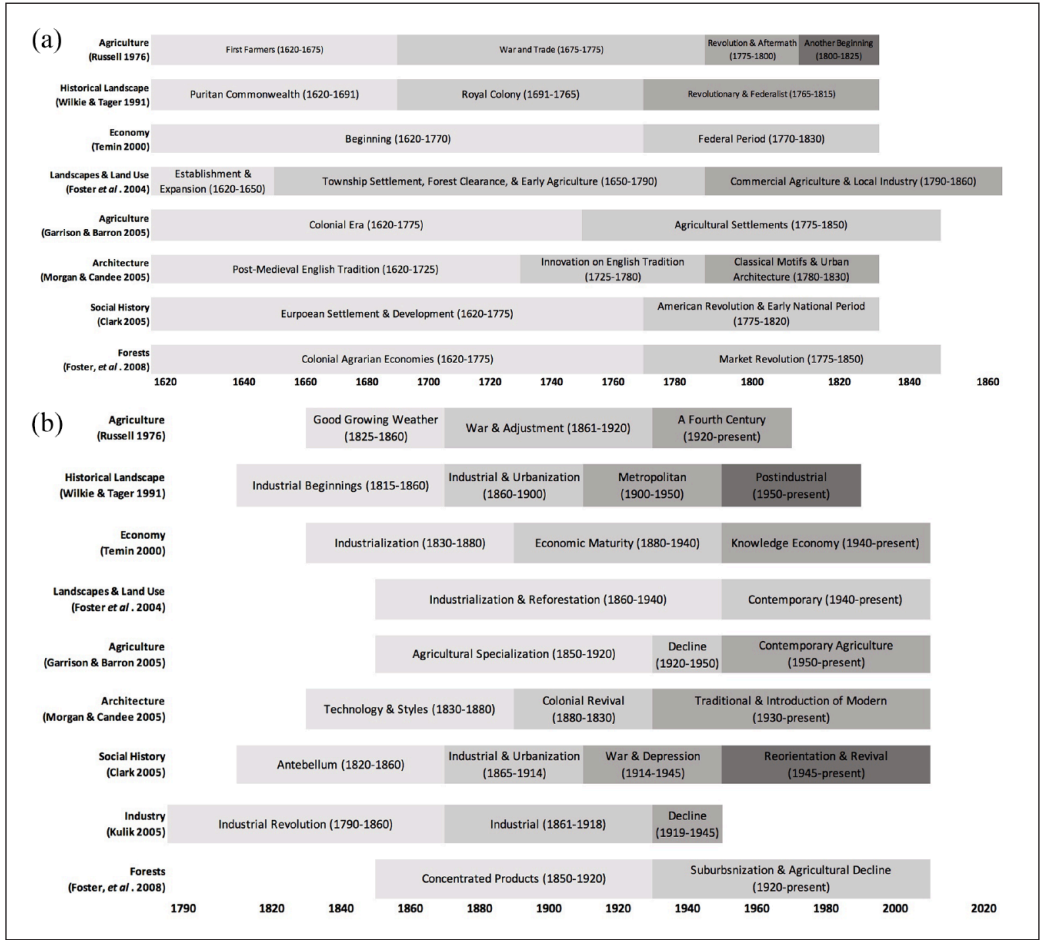 (a)
Agriculture
(Russell 1976)
First Farmers (1620-1675)
War and Trade (1675-1775)
Revolution & Aftermath
(1775-1800)
Another Beginning
(1800-1825)
Historical Landscape
(Wilkie & Tager 1991)
Puritan Commonwealth (1620-1691)
Royal Colony (1691-1765)
Revolutionary & Federalist (1765-1815)
Economy
(Temin 2000)
Beginning (1620-1770)
Federal Period (1770-1830)
Landscapes & Land Use
(Foster et al . 2004)
Establishment &
Expansion (1620-1650)
Township Settlement, Forest Clearance, & Early Agriculture (1650-1790)
Commercial Agriculture & Local Industry (1790-1860)
Agriculture
(Garrison & Barron 2005)
Colonial Era (1620-1775)
Agricultural Settlements (1775-1850)
Architecture
(Morgan & Candee 2005)
Post-Medieval English Tradition (1620-1725)
Innovation on English Tradition
(1725-1780)
Classical Motifs & Urban
Architecture (1780-1830)
Social History
(Clark 2005)
Eurpoean Settlement & Development (1620-1775)
American Revolution & Early National Period
(1775-1820)
Forests
(Foster, et al . 2008)
Colonial Agrarian Economies (1620-1775)
Market Revolution (1775-1850)
1620 1640 1660 1700 1720 1740 1760 1780 1800 1820 1840 1860
(b)
Agriculture
(Russell 1976)
Good Growing Weather
(1825-1860)
War & Adjustment (1861-1920)
A Fourth Century
(1920-present)
Historical Landscape
(Wilkie & Tager 1991)
Industrial Beginnings (1815-1860)
Industrial & Urbanization
(1860-1900)
Metropolitan
(1900-1950)
Postindustrial
(1950-present)
Economy
(Temin 2000)
Industrialization (1830-1880)
Economic Maturity (1880-1940)
Knowledge Economy (1940-present)
Landscapes & Land Use
(Foster et al . 2004)
Industrialization & Reforestation (1860-1940)
Contemporary (1940-present)
Agriculture
(Garrison & Barron 2005)
Agricultural Specialization (1850-1920)
Decline
(1920-1950)
Contemporary Agriculture
(1950-present)
Architecture
(Morgan & Candee 2005)
Technology & Styles (1830-1880)
Colonial Revival
(1880-1830)
Traditional & Introduction of Modern
(1930-present)
Social History
(Clark 2005)
Antebellum (1820-1860)
Industrial & Urbanization
(1865-1914)
War & Depression
(1914-1945)
Reorientation & Revival
(1945-present)
Industry
(Kulik 2005)
Industrial Revolution (1790-1860)
Industrial (1861-1918)
Decline
(1919-1945)
Forests
(Foster, et al . 2008)
Concentrated Products (1850-1920)
Suburbsnization & Agricultural Decline
(1920-present)
1790 1820 1840 1860 1880 1900 1920 1940 1960 1980 2000 2020